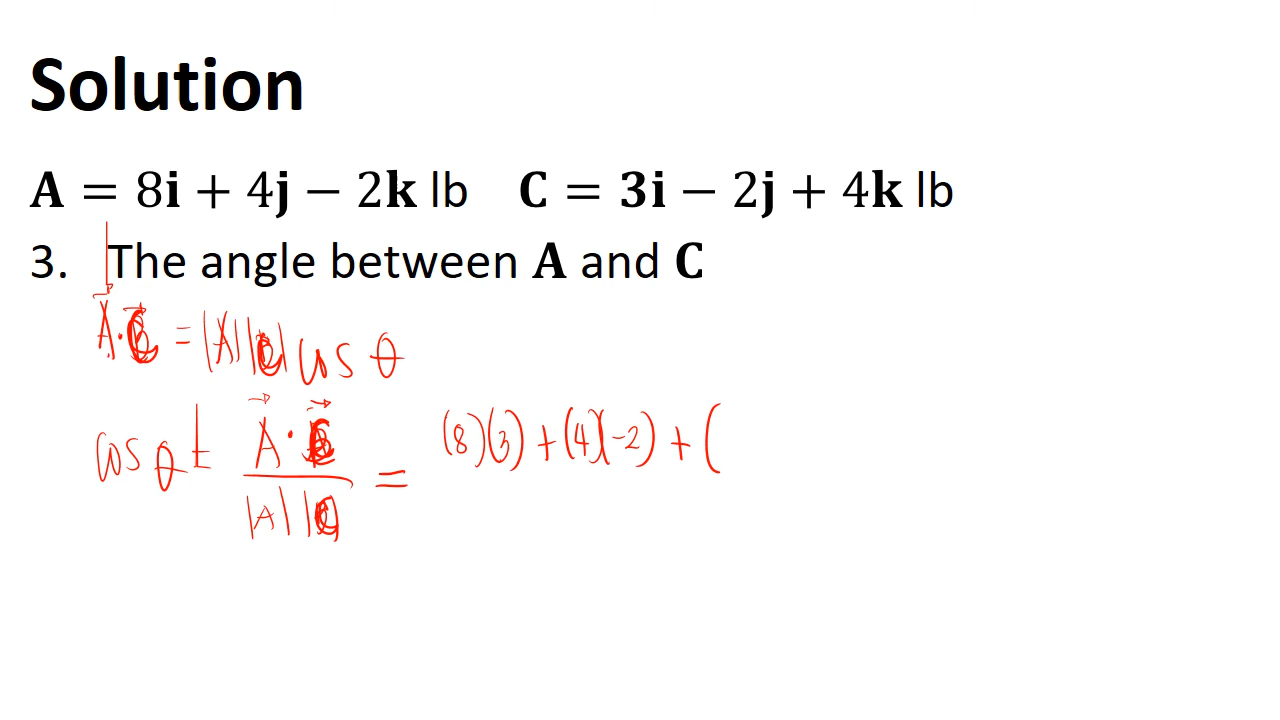 Solution
A = 8i + 4j − 2k lb C = 3i − 2j + 4k lb
3. The angle between A and C
A · C = |A| |C| cos θ
cos θ = A · C / |A| |C| = (8)(3) + (4)(-2) + (